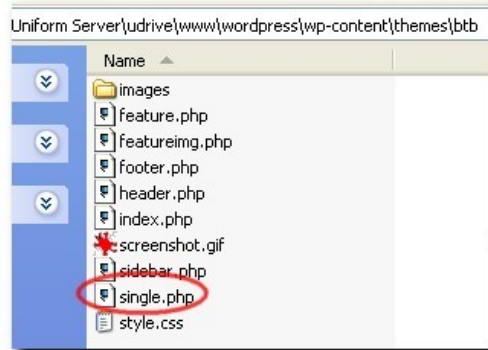 Uniform Server\udrive\www\wordpress\wp-content\themes\btb
Name
images
feature.php
featureimg.php
footer.php
header.php
index.php
screenshot.gif
sidebar.php
single.php
style.css